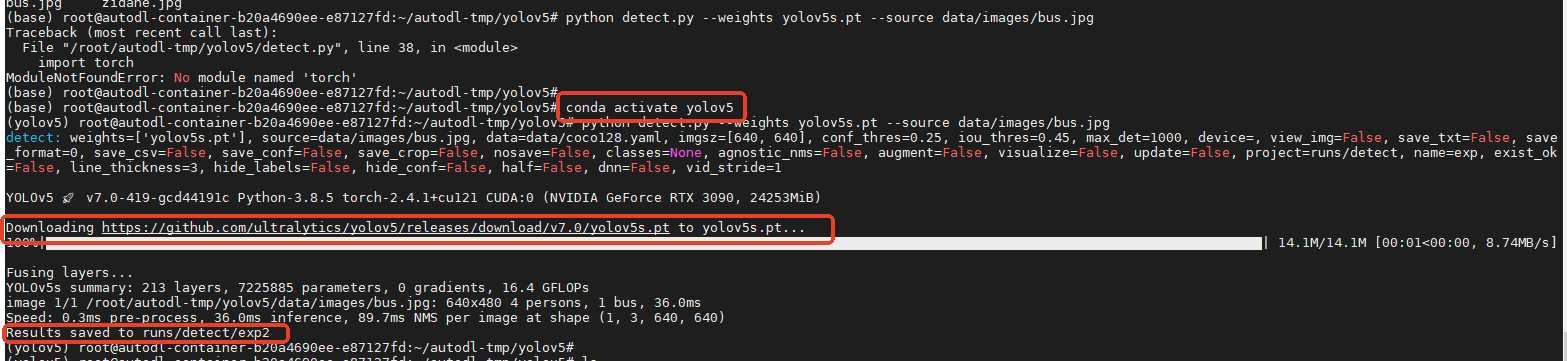 bus.jpg zidane.jpg
(base) root@autodl-container-b20a4690ee-e87127fd:~/autodl-tmp/yolov5# python detect.py --weights yolov5s.pt --source data/images/bus.jpg
Traceback (most recent call last):
File "/root/autodl-tmp/yolov5/detect.py", line 38, in <module>
import torch
ModuleNotFoundError: No module named 'torch'
(base) root@autodl-container-b20a4690ee-e87127fd:~/autodl-tmp/yolov5#
(base) root@autodl-container-b20a4690ee-e87127fd:~/autodl-tmp/yolov5# conda activate yolov5
(yolov5) root@autodl-container-b20a4690ee-e87127fd:~/autodl-tmp/yolov5# python detect.py --weights yolov5s.pt --source data/images/bus.jpg
detect: weights=['yolov5s.pt'], source=data/images/bus.jpg, data=data/coco128.yaml, imgsz=[640, 640], conf_thres=0.25, iou_thres=0.45, max_det=1000, device=, view_img=False, save_txt=False, save
_format=0, save_csv=False, save_conf=False, save_crop=False, nosave=False, classes=None, agnostic_nms=False, augment=False, visualize=False, update=False, project=runs/detect, name=exp, exist_ok
=False, line_thickness=3, hide_labels=False, hide_conf=False, half=False, dnn=False, vid_stride=1
YOLOv5 🚀 v7.0-419-gcd44191c Python-3.8.5 torch-2.4.1+cu121 CUDA:0 (NVIDIA GeForce RTX 3090, 24253MiB)
Downloading https://github.com/ultralytics/yolov5/releases/download/v7.0/yolov5s.pt to yolov5s.pt...
100%| | 14.1M/14.1M [00:01<00:00, 8.74MB/s]
Fusing layers...
YOLOv5s summary: 213 layers, 7225885 parameters, 0 gradients, 16.4 GFLOPs
image 1/1 /root/autodl-tmp/yolov5/data/images/bus.jpg: 640x480 4 persons, 1 bus, 36.0ms
Speed: 0.3ms pre-process, 36.0ms inference, 89.7ms NMS per image at shape (1, 3, 640, 640)
Results saved to runs/detect/exp2
(yolov5) root@autodl-container-b20a4690ee-e87127fd:~/autodl-tmp/yolov5#
(yolov5) root@autodl-container-b20a4690ee-e87127fd:~/autodl-tmp/yolov5# ls